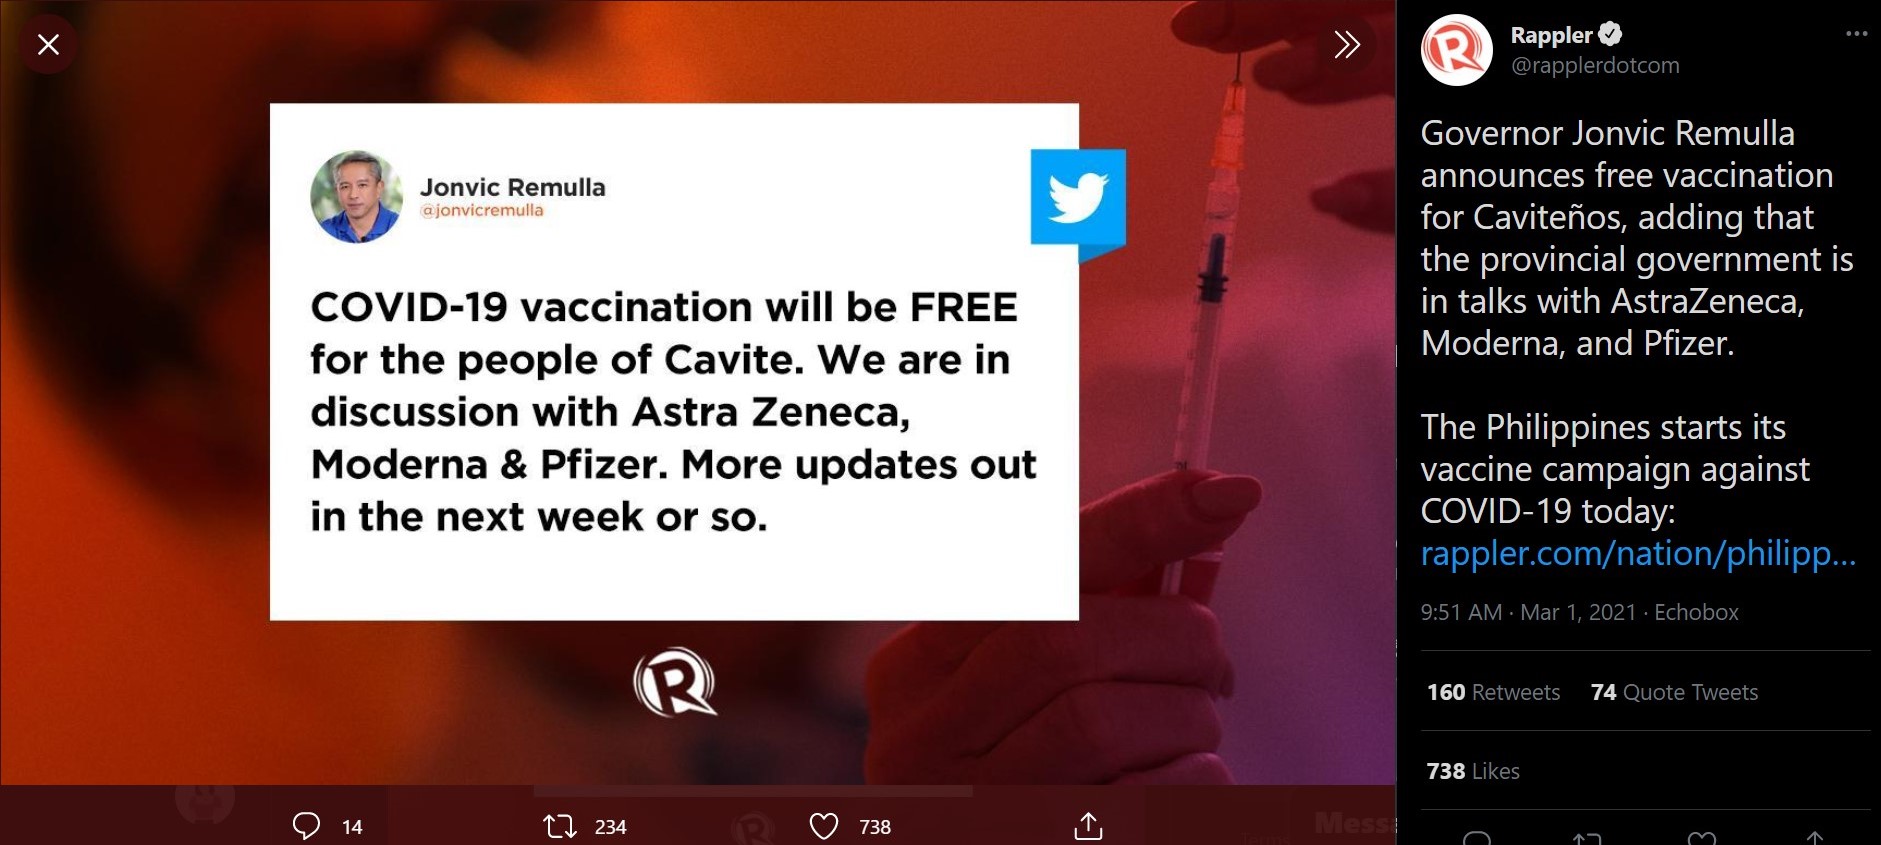 Jonvic Remulla
@jonvicremulla
COVID-19 vaccination will be FREE
for the people of Cavite. We are in
discussion with Astra Zeneca,
Moderna & Pfizer. More updates out
in the next week or so.
R
14
234
738
R
Rappler
@rapplerdotcom
Governor Jonvic Remulla
announces free vaccination
for Caviteños, adding that
the provincial government is
in talks with AstraZeneca,
Moderna, and Pfizer.
The Philippines starts its
vaccine campaign against
COVID-19 today:
rappler.com/nation/philipp...
9:51 AM · Mar 1, 2021 · Echobox
160 Retweets 74 Quote Tweets
738 Likes